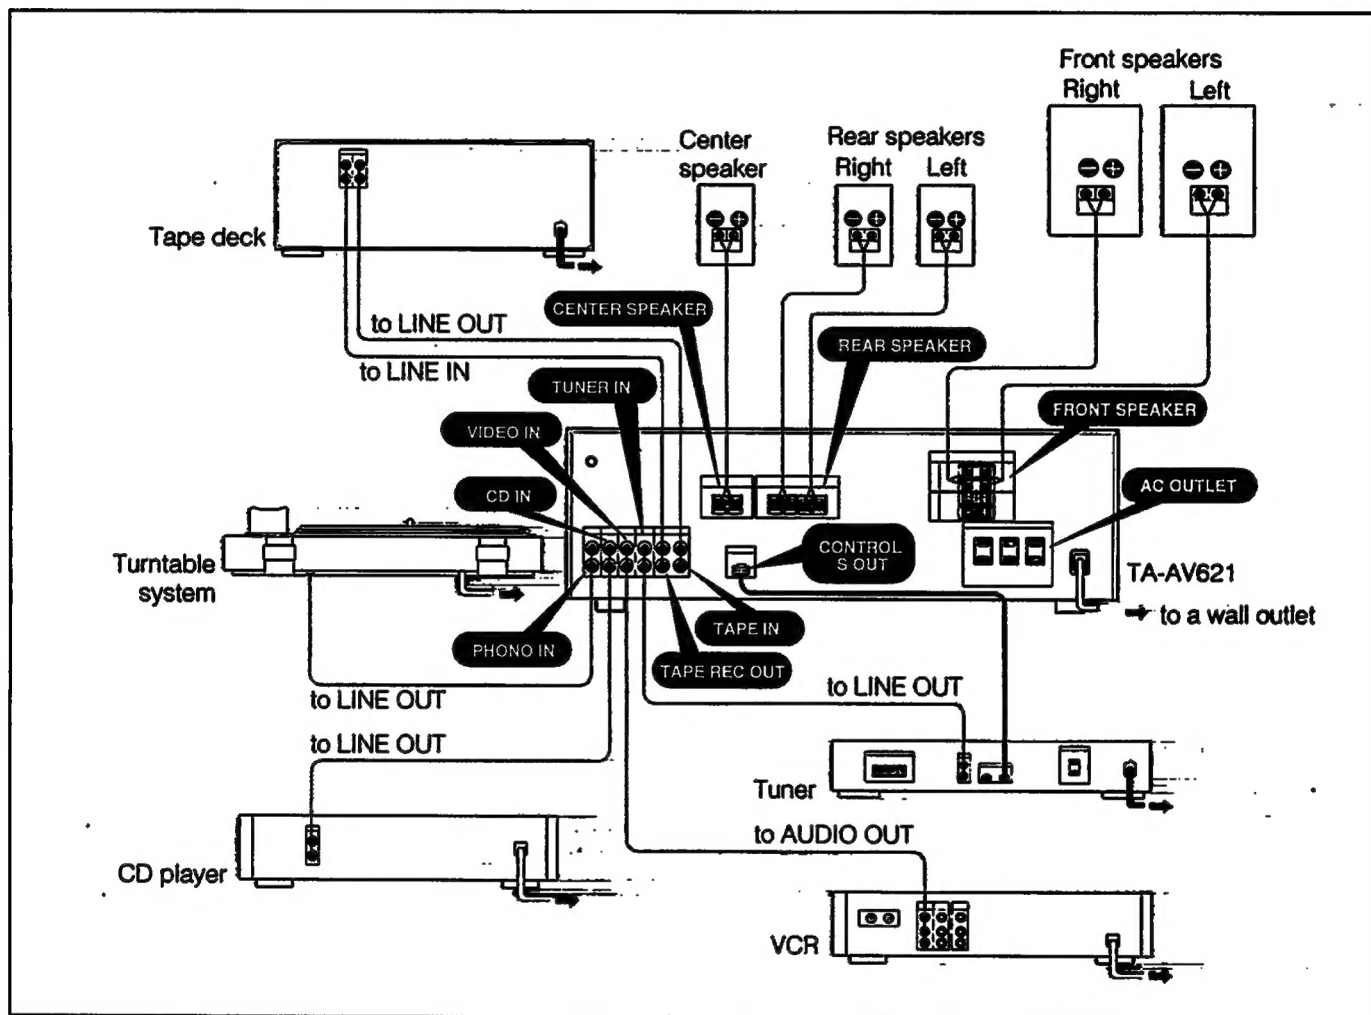 Front speakers
Right
Left
Center
speaker
Rear speakers
Right
Left
Tape deck
CENTER SPEAKER
to LINE OUT
REAR SPEAKER
to LINE IN
TUNER IN
FRONT SPEAKER
VIDEO IN
CD IN
AC OUTLET
CONTROL
S OUT
Turntable
system
TA-AV621
to a wall outlet
TAPE IN
PHONO IN
TAPE REC OUT
to LINE OUT
to LINE OUT
to LINE OUT
Tuner
to AUDIO OUT
CD player
VCR